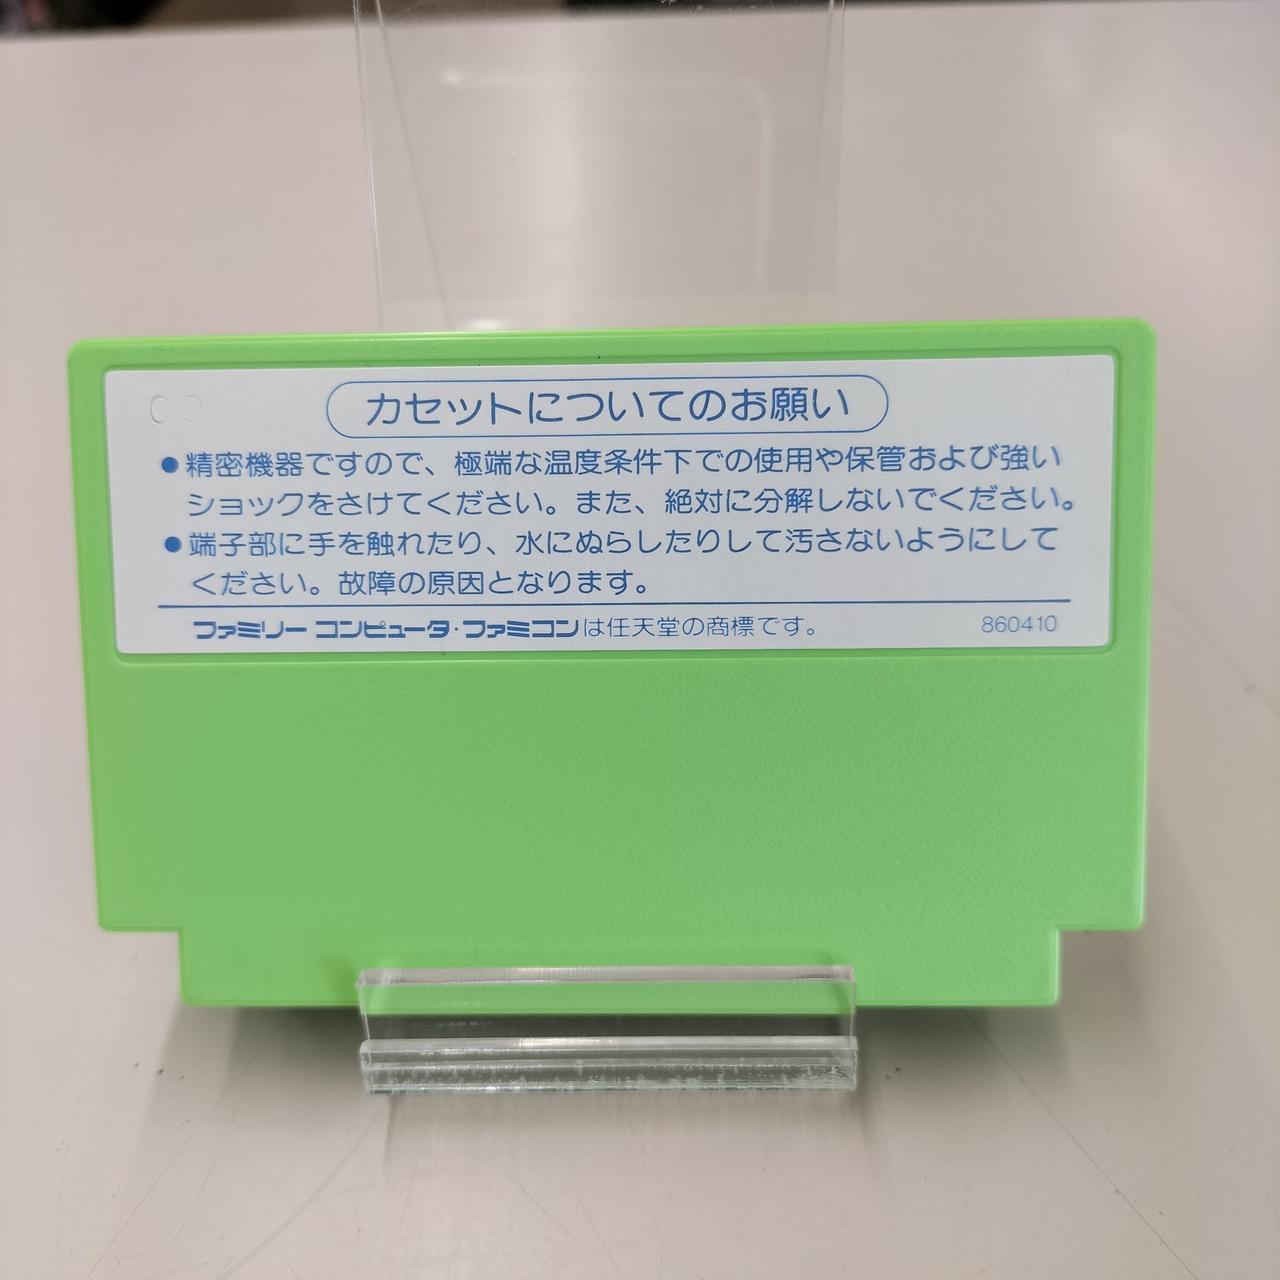 カセットについてのお願い
●精密機器ですので、極端な温度条件下での使用や保管および強い
ショックをさけてください。また、絶対に分解しないでください。
●端子部に手を触れたり、水にぬらしたりして汚さないようにして
ください。故障の原因となります。
ファミリー コンピュータ・ファミコンは任天堂の商標です。 860410